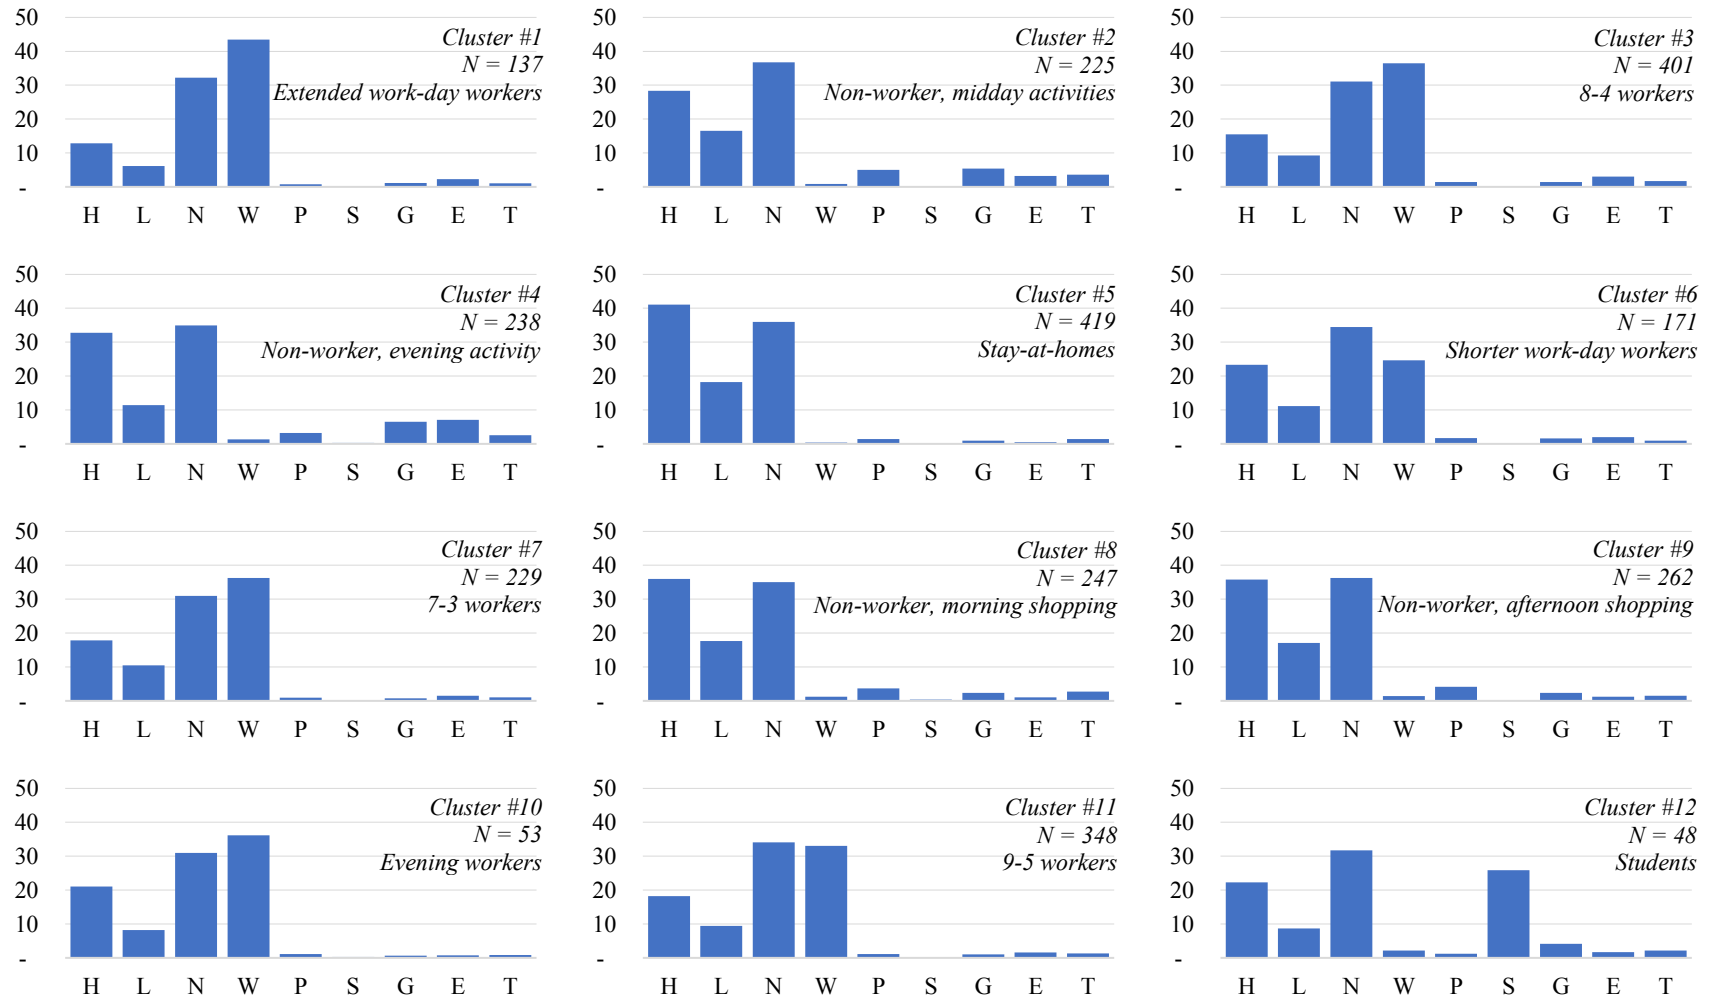 50
40
30
20
10
-
Cluster #1
N = 137
Extended work-day workers
H L N W P S G E T
50
40
30
20
10
-
Cluster #2
N = 225
Non-worker, midday activities
H L N W P S G E T
50
40
30
20
10
-
Cluster #3
N = 401
8-4 workers
H L N W P S G E T
50
40
30
20
10
-
Cluster #4
N = 238
Non-worker, evening activity
H L N W P S G E T
50
40
30
20
10
-
Cluster #5
N = 419
Stay-at-homes
H L N W P S G E T
50
40
30
20
10
-
Cluster #6
N = 171
Shorter work-day workers
H L N W P S G E T
50
40
30
20
10
-
Cluster #7
N = 229
7-3 workers
H L N W P S G E T
50
40
30
20
10
-
Cluster #8
N = 247
Non-worker, morning shopping
H L N W P S G E T
50
40
30
20
10
-
Cluster #9
N = 262
Non-worker, afternoon shopping
H L N W P S G E T
50
40
30
20
10
-
Cluster #10
N = 53
Evening workers
H L N W P S G E T
50
40
30
20
10
-
Cluster #11
N = 348
9-5 workers
H L N W P S G E T
50
40
30
20
10
-
Cluster #12
N = 48
Students
H L N W P S G E T